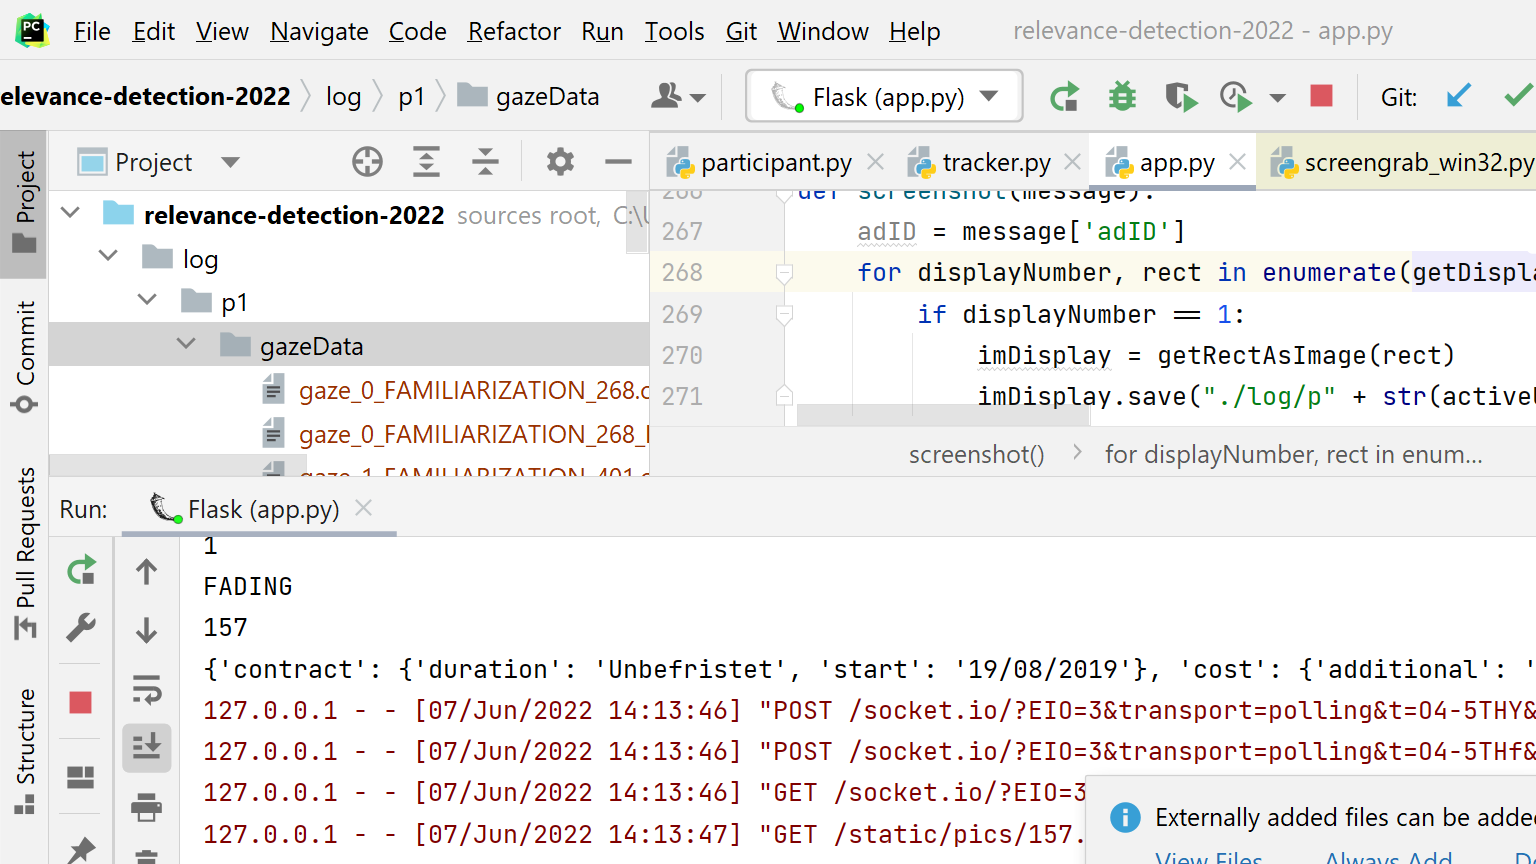 PC
File Edit View Navigate Code Refactor Run Tools Git Window Help relevance-detection-2022 - app.py
elevance-detection-2022 log p1 gazeData Flask (app.py) Git:
Project
participant.py tracker.py app.py screengrab_win32.py
relevance-detection-2022 sources root, C:\
log
p1
gazeData
gaze_0_FAMILIARIZATION_268.
gaze_0_FAMILIARIZATION_268_
gaze_1_FAMILIARIZATION_401.
266 def screenshot(message):
267 adID = message['adID']
268 for displayNumber, rect in enumerate(getDispla
269 if displayNumber == 1:
270 imDisplay = getRectAsImage(rect)
271 imDisplay.save("./log/p" + str(active
screenshot() for displayNumber, rect in enum...
Project
Commit
Pull Requests
Structure
Run: Flask (app.py)
1
FADING
157
{'contract': {'duration': 'Unbefristet', 'start': '19/08/2019'}, 'cost': {'additional': '
127.0.0.1 - - [07/Jun/2022 14:13:46] "POST /socket.io/?EIO=3&transport=polling&t=O4-5THY&
127.0.0.1 - - [07/Jun/2022 14:13:46] "POST /socket.io/?EIO=3&transport=polling&t=O4-5THf&
127.0.0.1 - - [07/Jun/2022 14:13:46] "GET /socket.io/?EIO=3
127.0.0.1 - - [07/Jun/2022 14:13:47] "GET /static/pics/157.
Externally added files can be added
View Files Always Add